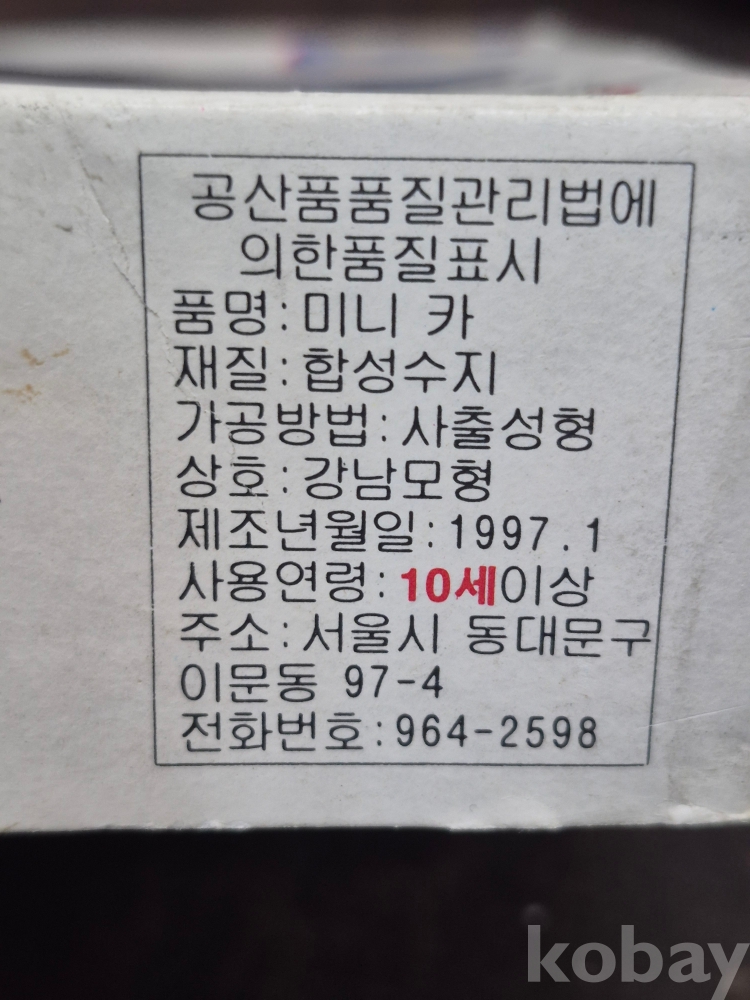 공산품품질관리법에
의한품질표시
품명:미니 카
재질:합성수지
가공방법:사출성형
상호:강남모형
제조년월일:1997.1
사용연령:10세이상
주소:서울시 동대문구
이문동 97-4
전화번호:964-2598
kobay